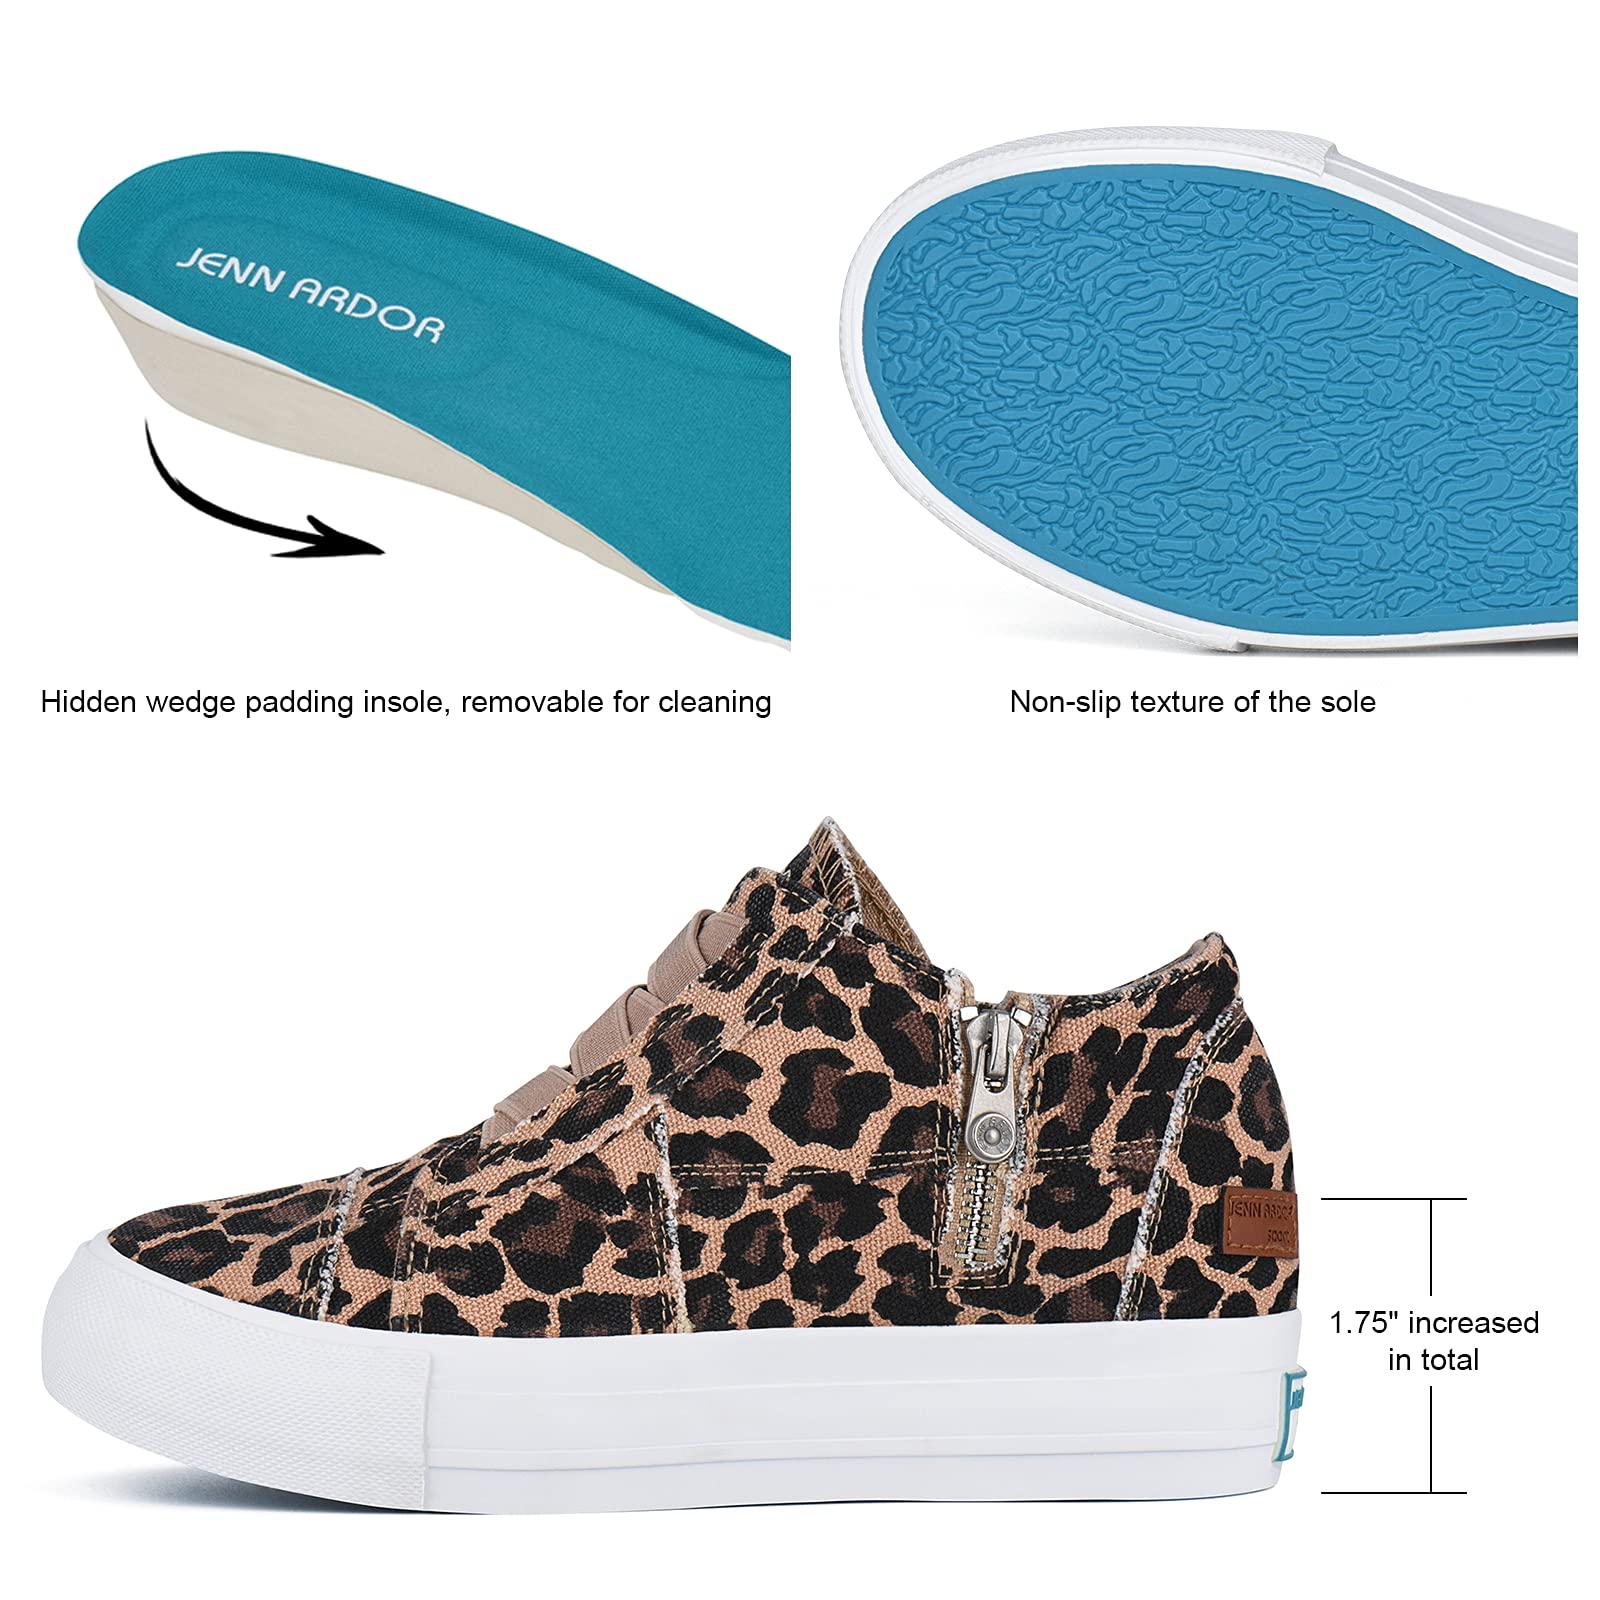 JENN ARDOR
Hidden wedge padding insole, removable for cleaning
Non-slip texture of the sole
JENN ARDOR
1.75" increased
in total